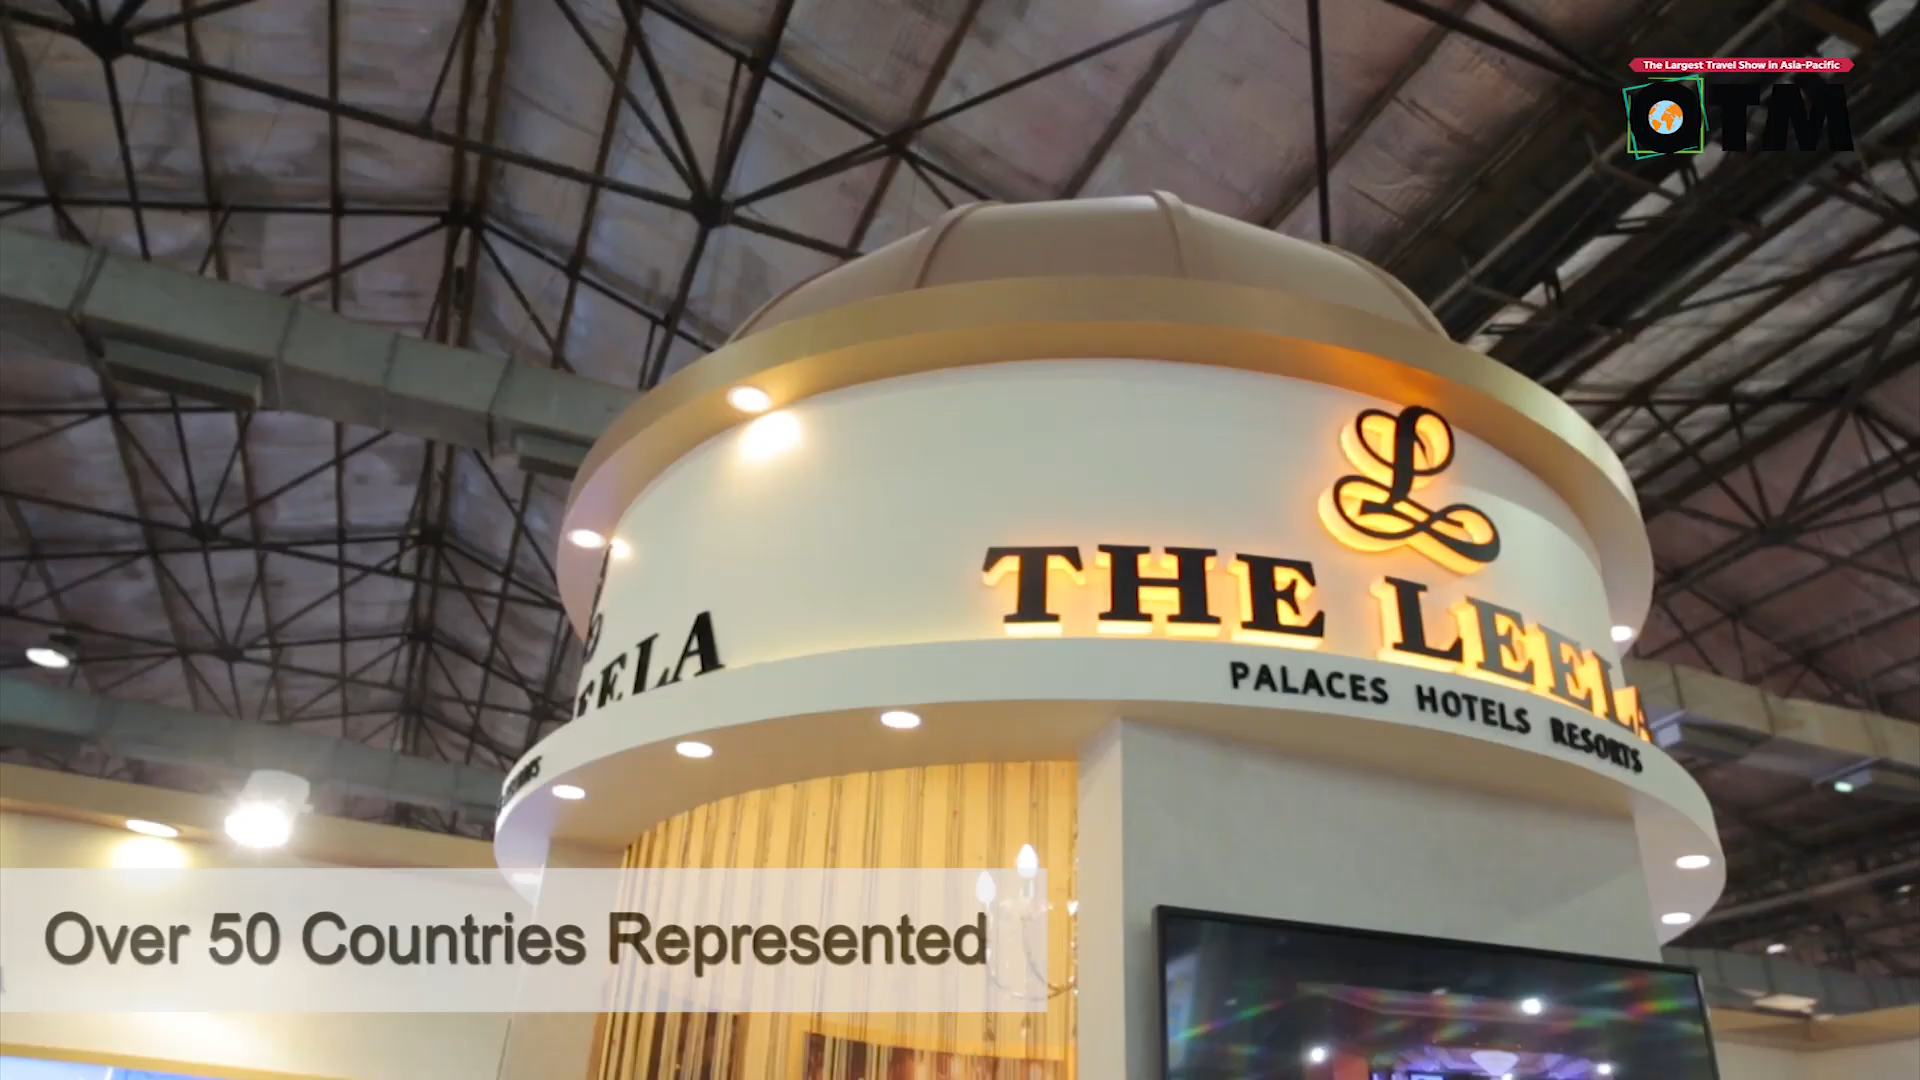 The Largest Travel Show in Asia-Pacific
OTM
L
THE LEELA
PALACES HOTELS RESORTS
EELA
Over 50 Countries Represented